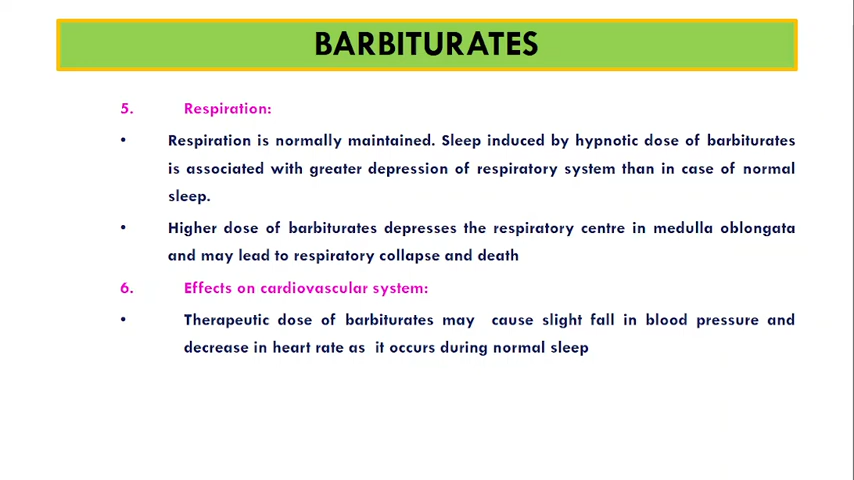 BARBITURATES
5. Respiration:
• Respiration is normally maintained. Sleep induced by hypnotic dose of barbiturates
is associated with greater depression of respiratory system than in case of normal
sleep.
• Higher dose of barbiturates depresses the respiratory centre in medulla oblongata
and may lead to respiratory collapse and death
6. Effects on cardiovascular system:
• Therapeutic dose of barbiturates may cause slight fall in blood pressure and
decrease in heart rate as it occurs during normal sleep